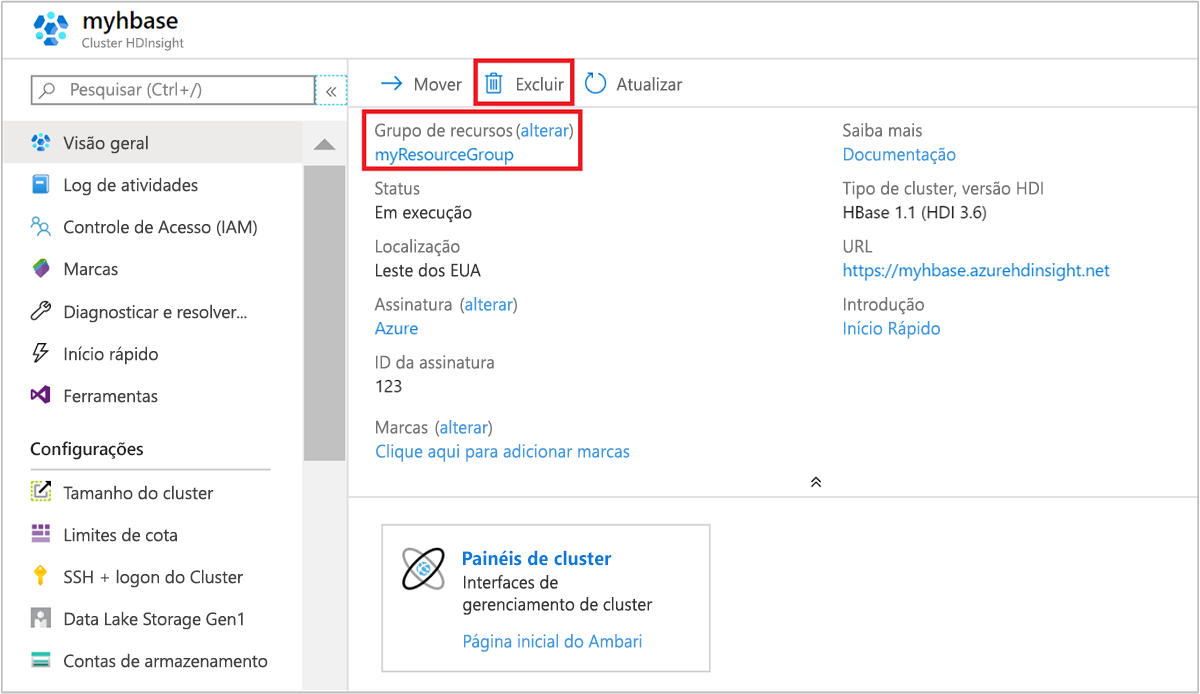 myhbase
Cluster HDInsight
Pesquisar (Ctrl+/)
«
Visão geral
Log de atividades
Controle de Acesso (IAM)
Marcas
Diagnosticar e resolver...
Início rápido
Ferramentas
Configurações
Tamanho do cluster
Limites de cota
SSH + logon do Cluster
Data Lake Storage Gen1
Contas de armazenamento
Mover Excluir Atualizar
Grupo de recursos (alterar)
myResourceGroup
Status
Em execução
Localização
Leste dos EUA
Assinatura (alterar)
Azure
ID da assinatura
123
Marcas (alterar)
Clique aqui para adicionar marcas
Saiba mais
Documentação
Tipo de cluster, versão HDI
HBase 1.1 (HDI 3.6)
URL
https://myhbase.azurehdinsight.net
Introdução
Início Rápido
Painéis de cluster
Interfaces de
gerenciamento de cluster
Página inicial do Ambari